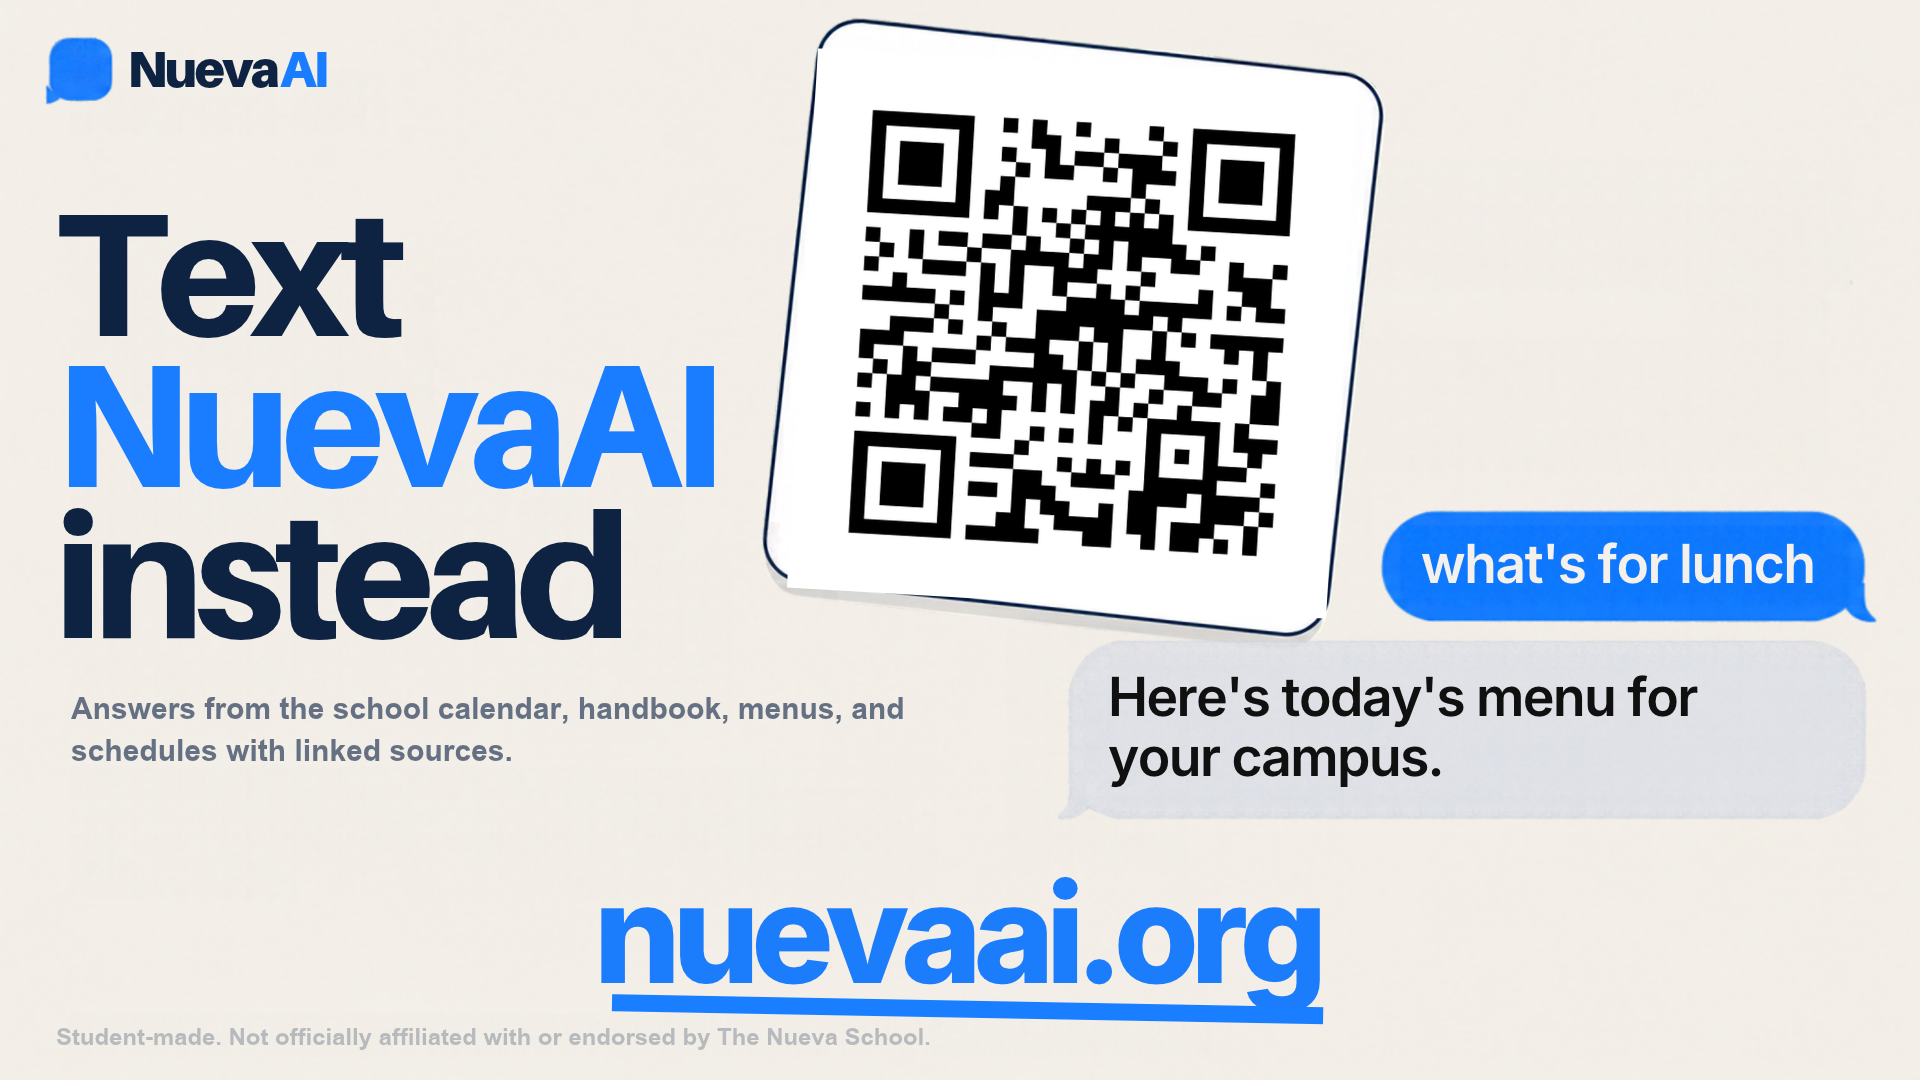 NuevaAI
Text
NuevaAI
instead
Answers from the school calendar, handbook, menus, and
schedules with linked sources.
what's for lunch
Here's today's menu for
your campus.
nuevaai.org
Student-made. Not officially affiliated with or endorsed by The Nueva School.